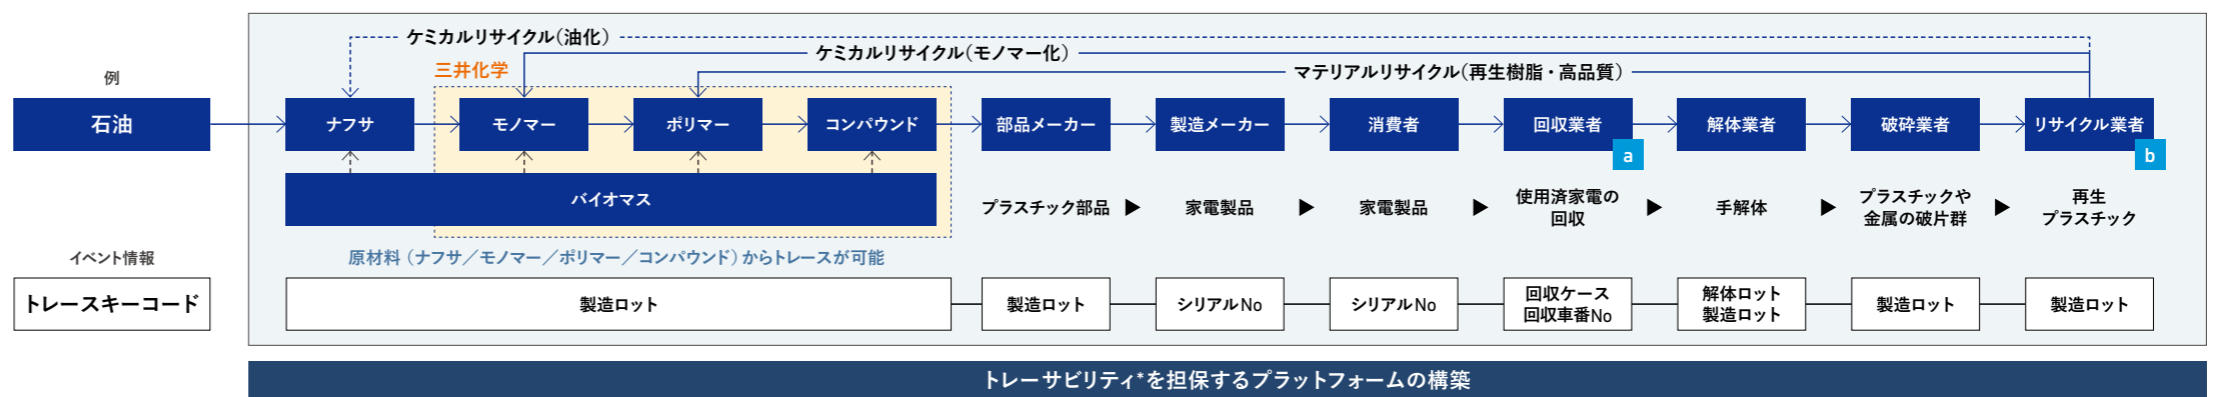 ケミカルリサイクル（油化）
ケミカルリサイクル（モノマー化）
三井化学
マテリアルリサイクル（再生樹脂・高品質）
例
石油
ナフサ
モノマー
ポリマー
コンパウンド
部品メーカー
製造メーカー
消費者
回収業者
解体業者
破砕業者
リサイクル業者
a
b
バイオマス
プラスチック部品
家電製品
家電製品
使用済家電の
回収
手解体
プラスチックや
金属の破片群
再生
プラスチック
原材料（ナフサ／モノマー／ポリマー／コンパウンド）からトレースが可能
イベント情報
トレースキーコード
製造ロット
製造ロット
シリアルNo
シリアルNo
回収ケース
回収車番No
解体ロット
製造ロット
製造ロット
製造ロット
トレーサビリティ*を担保するプラットフォームの構築